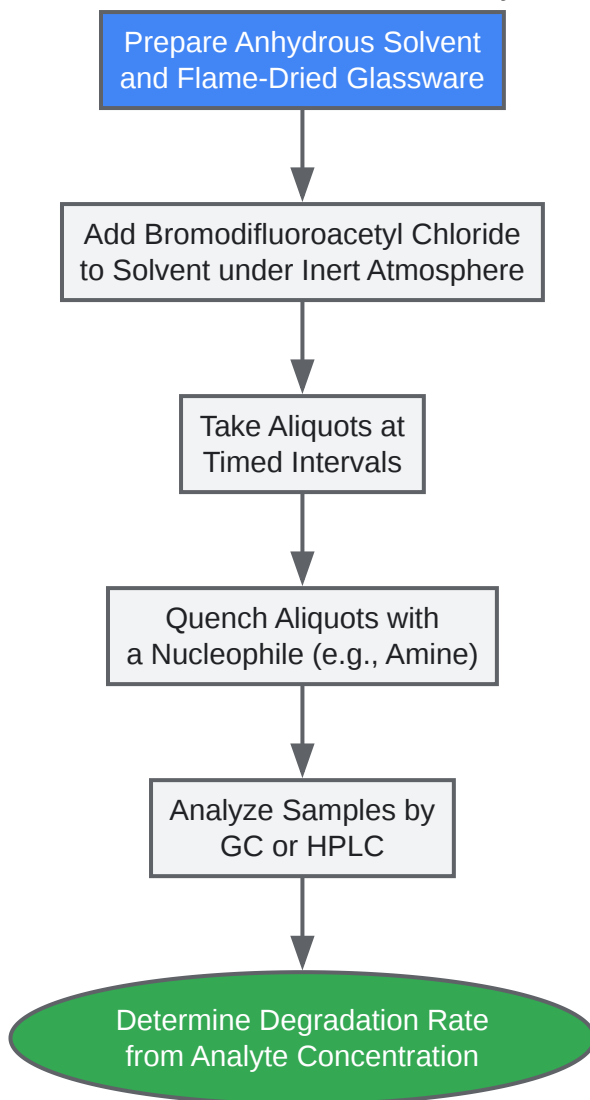 Prepare Anhydrous Solvent
and Flame-Dried Glassware
Add Bromodifluoroacetyl Chloride
to Solvent under Inert Atmosphere
Take Aliquots at
Timed Intervals
Quench Aliquots with
a Nucleophile (e.g., Amine)
Analyze Samples by
GC or HPLC
Determine Degradation Rate
from Analyte Concentration